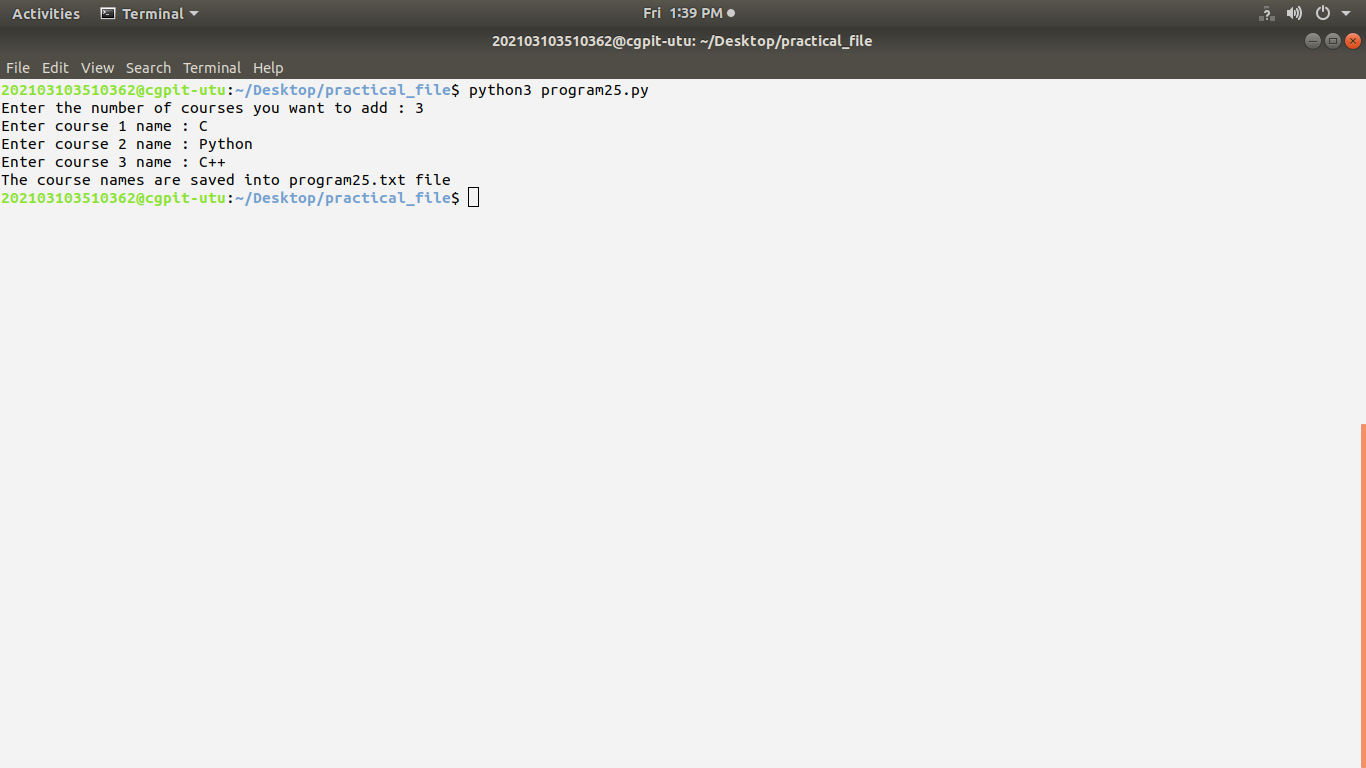 Activities Terminal Fri 1:39 PM
202103103510362@cgpit-utu: ~/Desktop/practical_file
File Edit View Search Terminal Help
202103103510362@cgpit-utu:~/Desktop/practical_file$ python3 program25.py
Enter the number of courses you want to add : 3
Enter course 1 name : C
Enter course 2 name : Python
Enter course 3 name : C++
The course names are saved into program25.txt file
202103103510362@cgpit-utu:~/Desktop/practical_file$